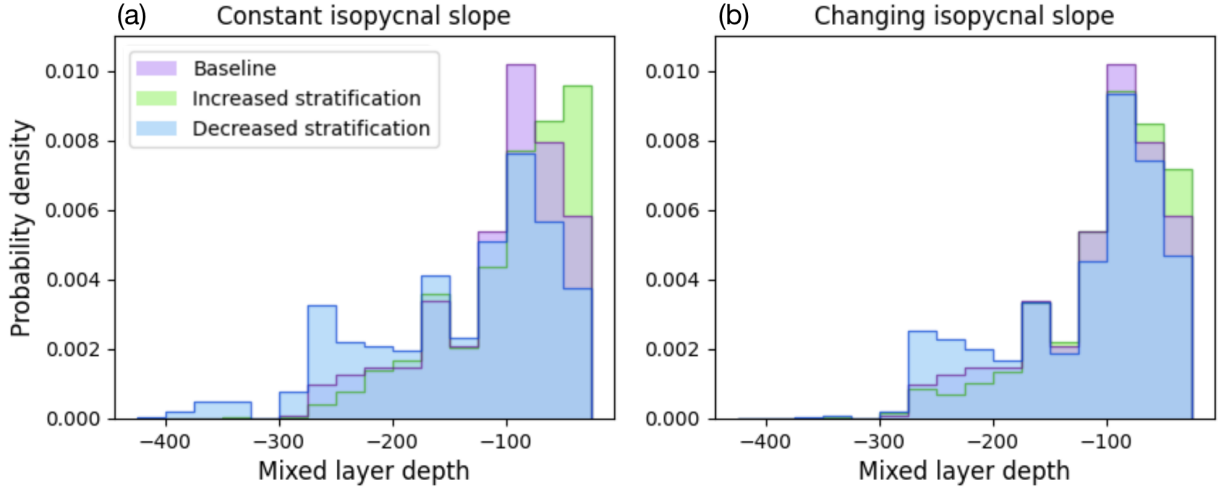 (a) Constant isopycnal slope
Baseline
Increased stratification
Decreased stratification
0.010
0.008
0.006
0.004
0.002
0.000
Probability density
−400 −300 −200 −100
Mixed layer depth
(b) Changing isopycnal slope
0.010
0.008
0.006
0.004
0.002
0.000
−400 −300 −200 −100
Mixed layer depth